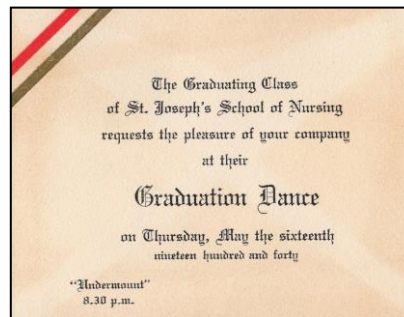 The Graduating Class
of St. Joseph's School of Nursing
requests the pleasure of your company
at their
Graduation Dance
on Thursday, May the sixteenth
nineteen hundred and forty
"Undermount"
8.30 p.m.